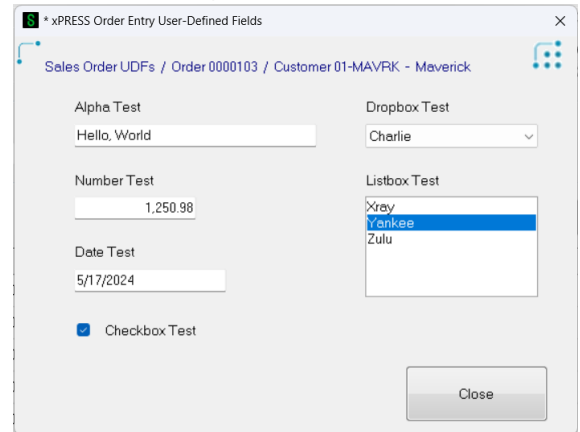 S * xPRESS Order Entry User-Defined Fields
Sales Order UDFs / Order 0000103 / Customer 01-MAVRK - Maverick
Alpha Test
Hello, World
Dropbox Test
Charlie
Number Test
1,250.98
Listbox Test
Xray
Yankee
Zulu
Date Test
5/17/2024
Checkbox Test
Close